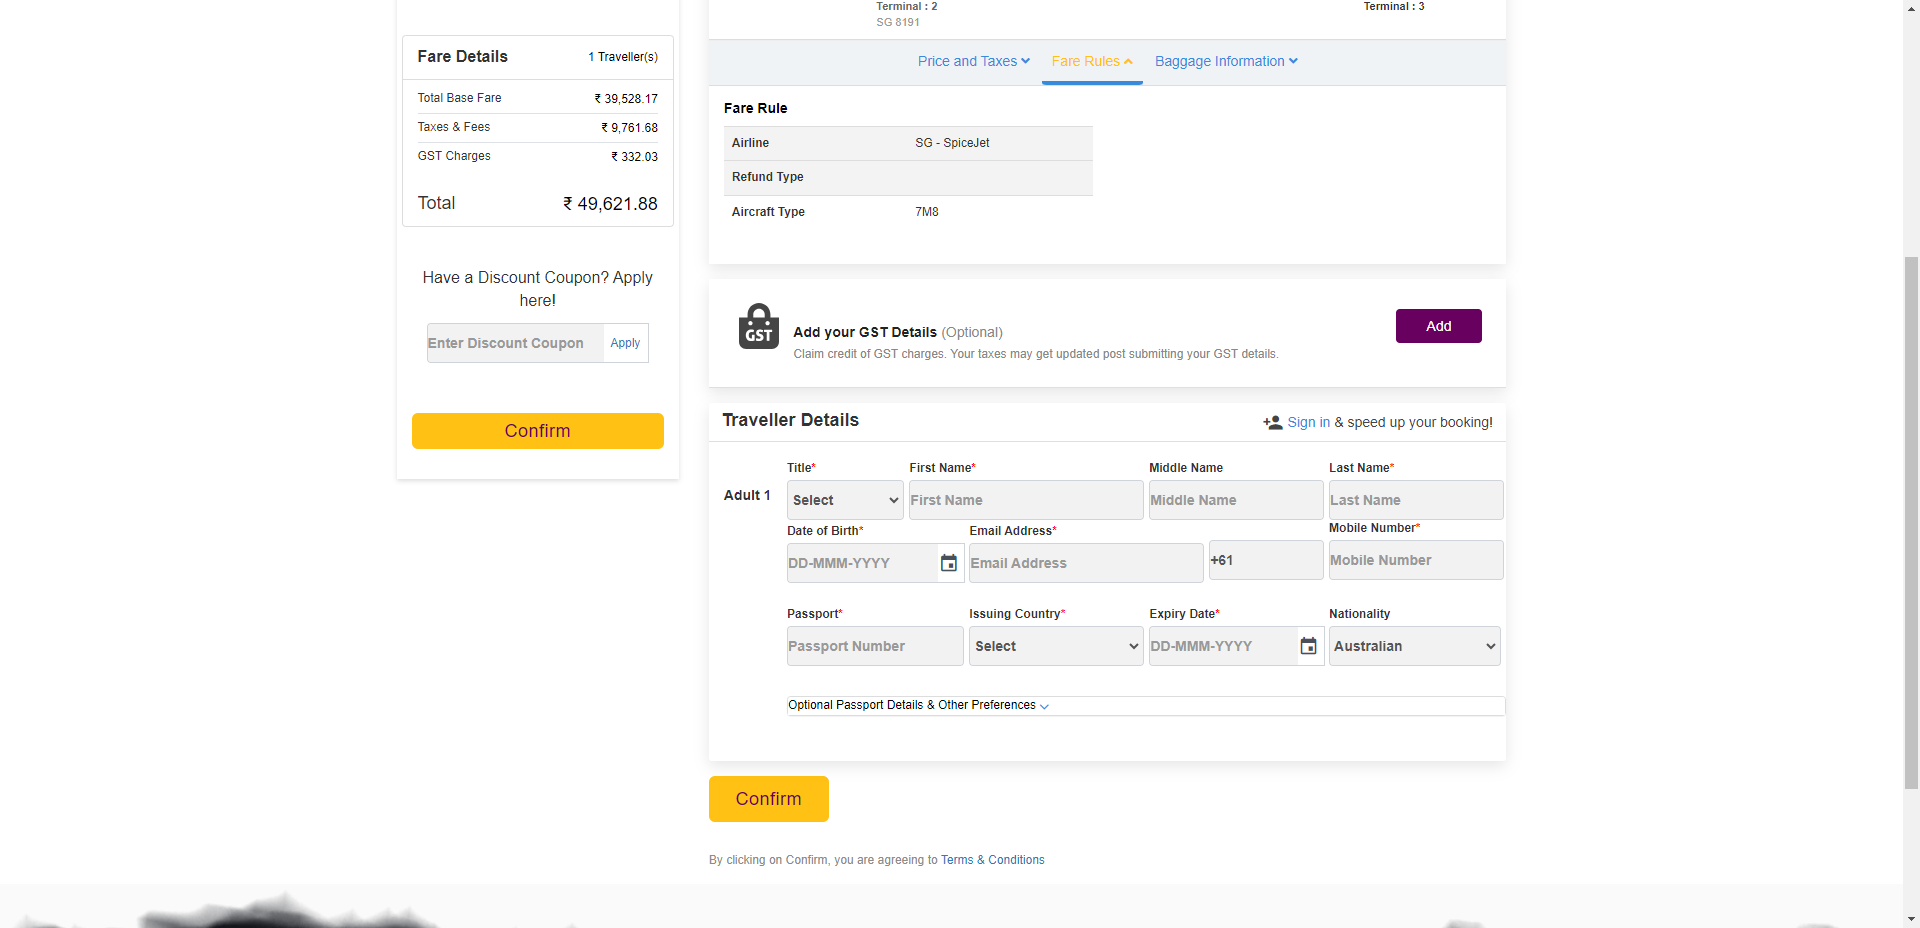 Terminal : 2
SG 8191
Terminal : 3
Fare Details
1 Traveller(s)
Total Base Fare
₹ 39,528.17
Taxes & Fees
₹ 9,761.68
GST Charges
₹ 332.03
Total
₹ 49,621.88
Have a Discount Coupon? Apply
here!
Enter Discount Coupon
Apply
Confirm
Price and Taxes
Fare Rules
Baggage Information
Fare Rule
Airline
SG - SpiceJet
Refund Type
Aircraft Type
7M8
GST
Add your GST Details (Optional)
Claim credit of GST charges. Your taxes may get updated post submitting your GST details.
Add
Traveller Details
Sign in & speed up your booking!
Adult 1
Title*
First Name*
Middle Name
Last Name*
Select
First Name
Middle Name
Last Name
Date of Birth*
Email Address*
Mobile Number*
DD-MMM-YYYY
Email Address
+61
Mobile Number
Passport*
Issuing Country*
Expiry Date*
Nationality
Passport Number
Select
DD-MMM-YYYY
Australian
Optional Passport Details & Other Preferences
Confirm
By clicking on Confirm, you are agreeing to Terms & Conditions